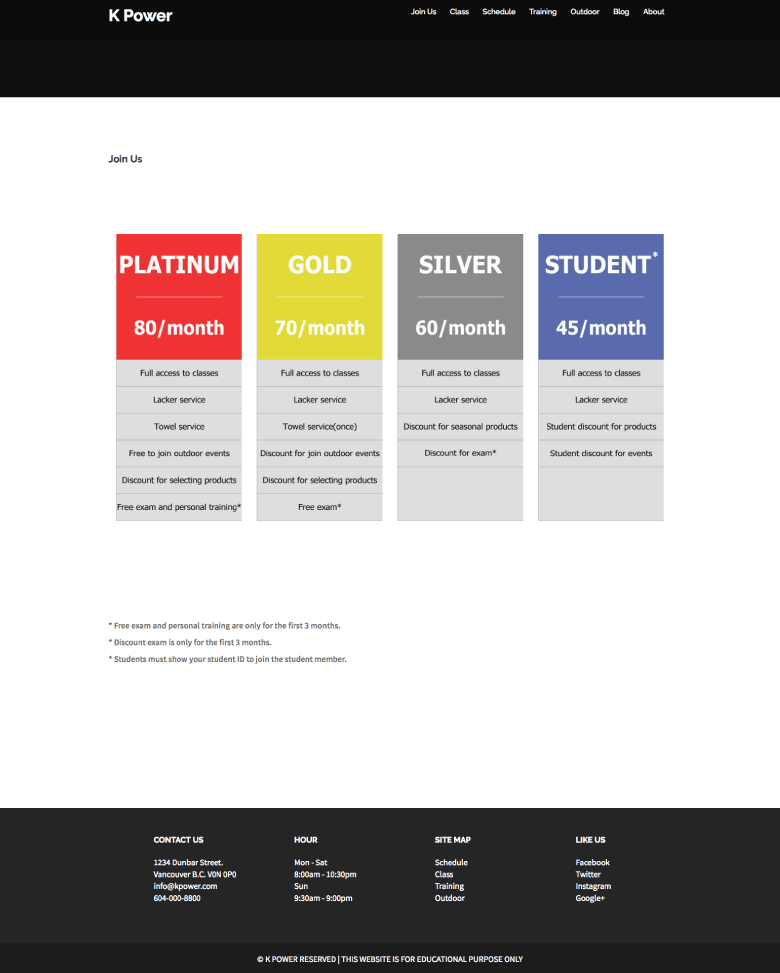 K Power
Join Us Class Schedule Training Outdoor Blog About
Join Us
PLATINUM
80/month
Full access to classes
Lacker service
Towel service
Free to join outdoor events
Discount for selecting products
Free exam and personal training*
GOLD
70/month
Full access to classes
Lacker service
Towel service(once)
Discount for join outdoor events
Discount for selecting products
Free exam*
SILVER
60/month
Full access to classes
Lacker service
Discount for seasonal products
Discount for exam*
STUDENT*
45/month
Full access to classes
Lacker service
Student discount for products
Student discount for events
* Free exam and personal training are only for the first 3 months.
* Discount exam is only for the first 3 months.
* Students must show your student ID to join the student member.
CONTACT US
1234 Dunbar Street.
Vancouver B.C. V0N 0P0
info@kpower.com
604-000-8800
HOUR
Mon - Sat
8:00am - 10:30pm
Sun
9:30am - 9:00pm
SITE MAP
Schedule
Class
Training
Outdoor
LIKE US
Facebook
Twitter
Instagram
Google+
© K POWER RESERVED | THIS WEBSITE IS FOR EDUCATIONAL PURPOSE ONLY